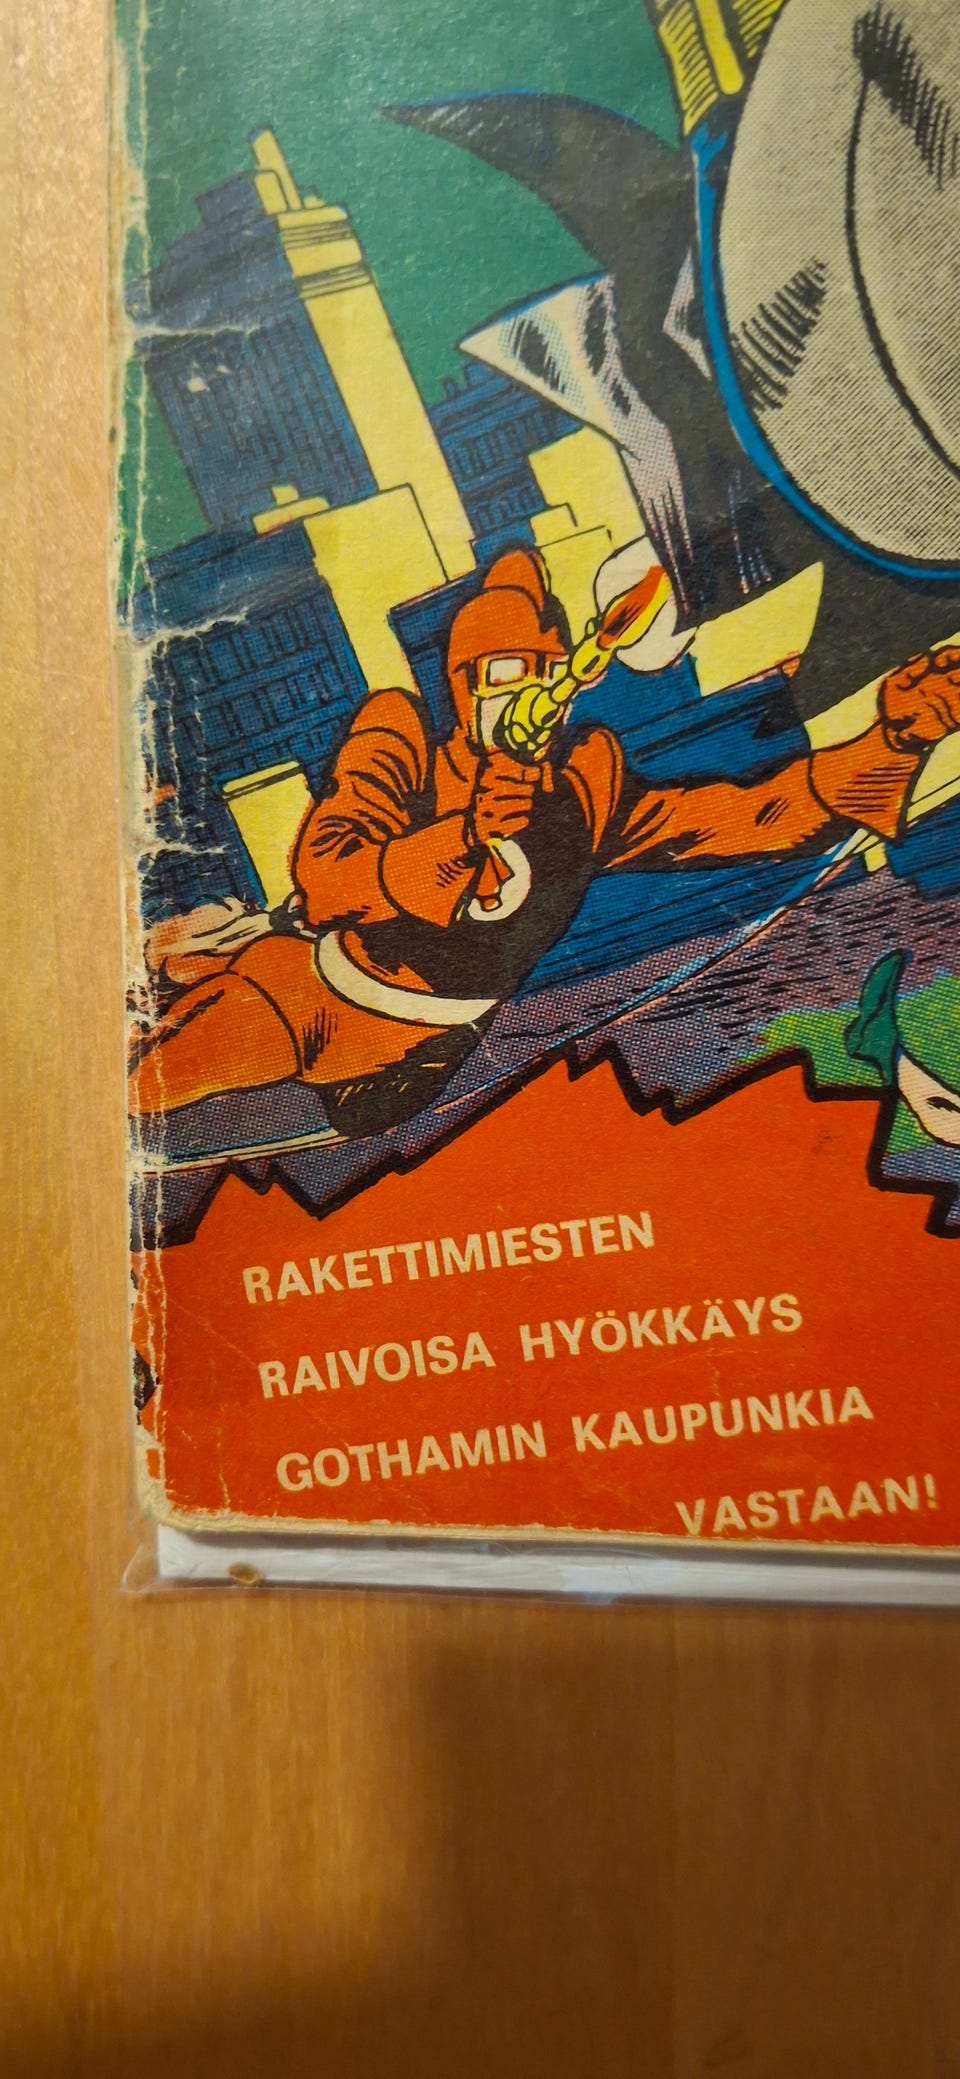 RAKETTIMIESTEN
RAIVOISA HYÖKKÄYS
GOTHAMIN KAUPUNKIA
VASTAAN!